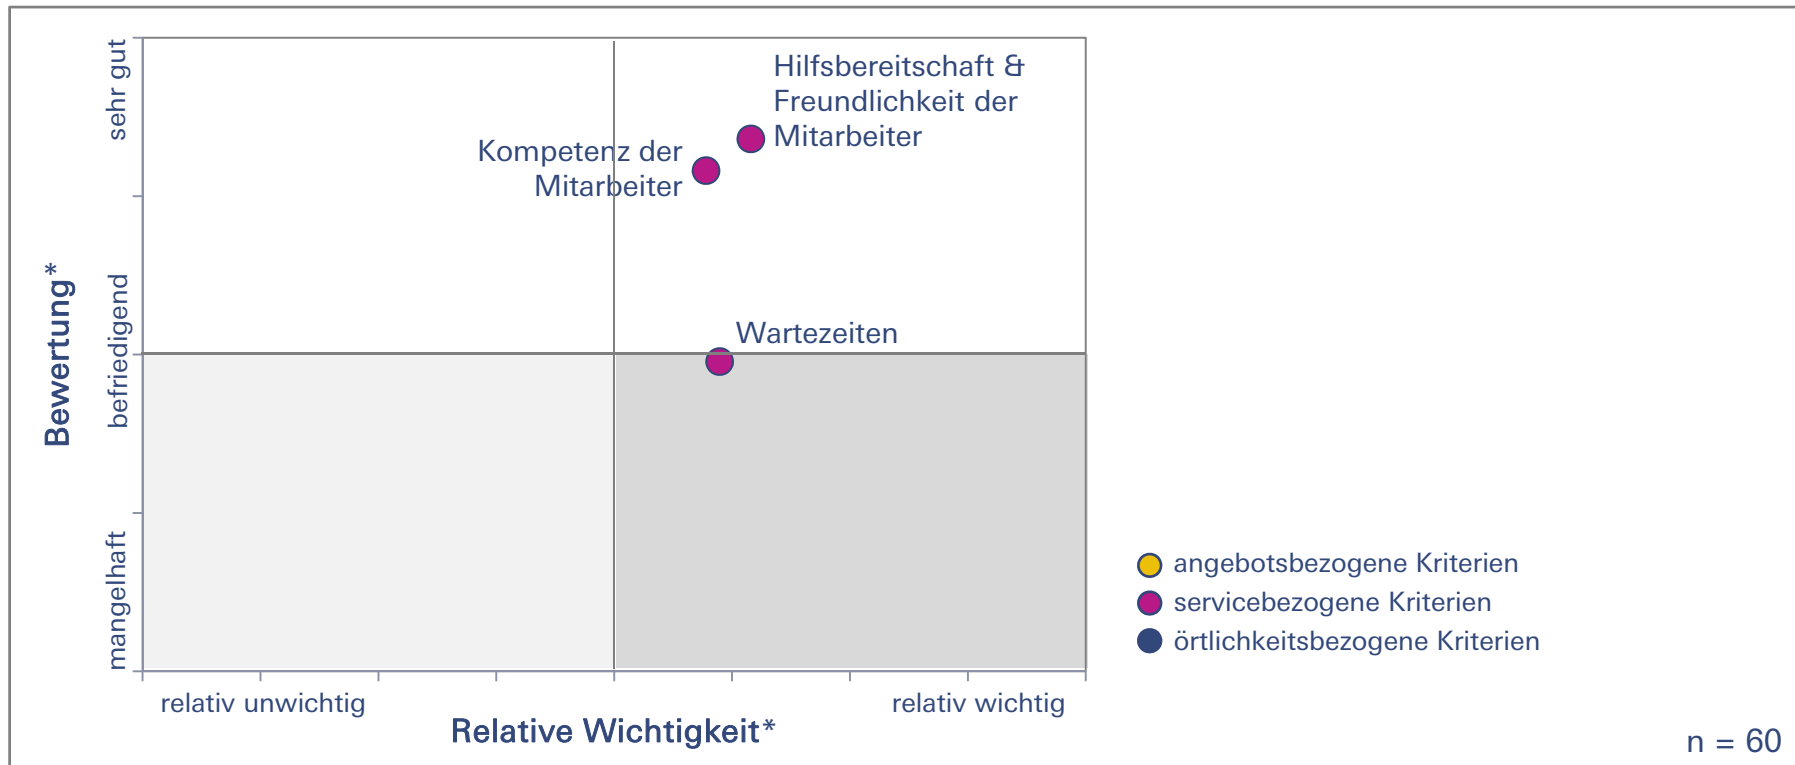 sehr gut
befriedigend
mangelhaft
Bewertung*
Hilfsbereitschaft &
Freundlichkeit der
Mitarbeiter
Kompetenz der
Mitarbeiter
Wartezeiten
relativ unwichtig
relativ wichtig
Relative Wichtigkeit*
angebotsbezogene Kriterien
servicebezogene Kriterien
örtlichkeitsbezogene Kriterien
n = 60